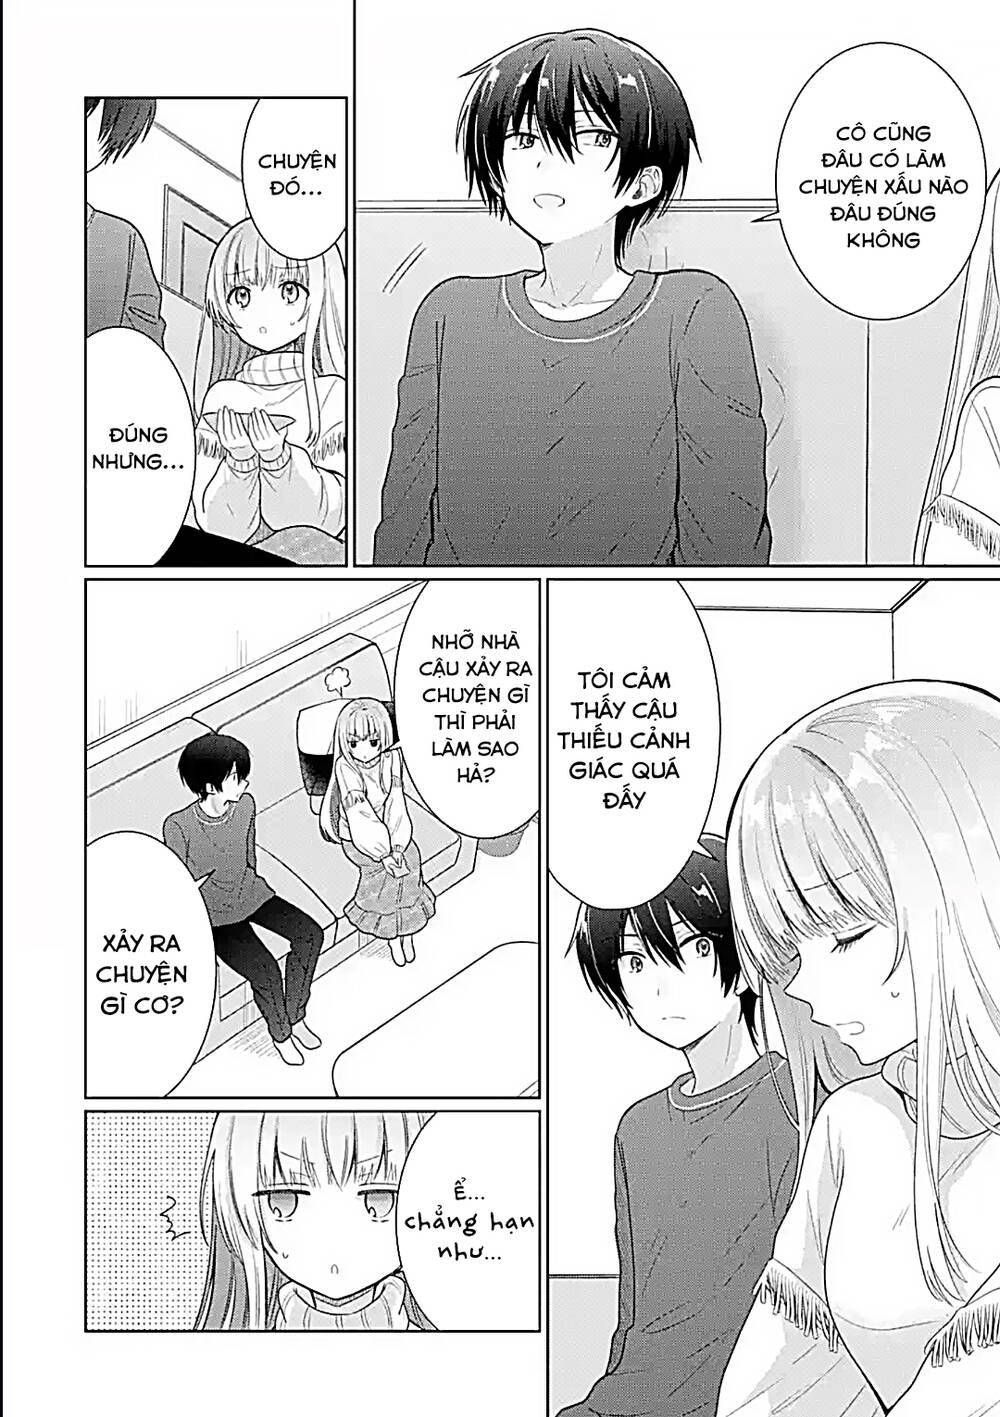 CÔ CŨNG
ĐÂU CÓ LÀM
CHUYỆN XẤU NÀO
ĐÂU ĐÚNG
KHÔNG
CHUYỆN
ĐÓ...
ĐÚNG
NHƯNG...
TÔI CẢM
THẤY CẬU
THIẾU CẢNH
GIÁC QUÁ
ĐẤY
NHỠ NHÀ
CẬU XẢY RA
CHUYỆN GÌ
THÌ PHẢI
LÀM SAO
HẢ?
XẢY RA
CHUYỆN
GÌ CƠ?
Ể...
chẳng hạn
như...